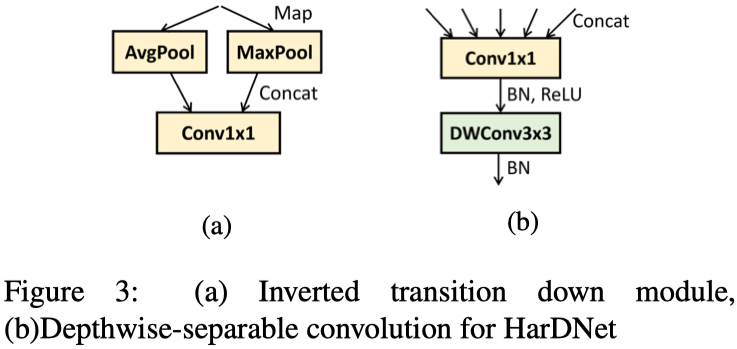 Map
AvgPool MaxPool
Concat
Conv1x1
(a)
Concat
Conv1x1
BN, ReLU
DWConv3x3
BN
(b)
Figure 3: (a) Inverted transition down module,
(b)Depthwise-separable convolution for HarDNet